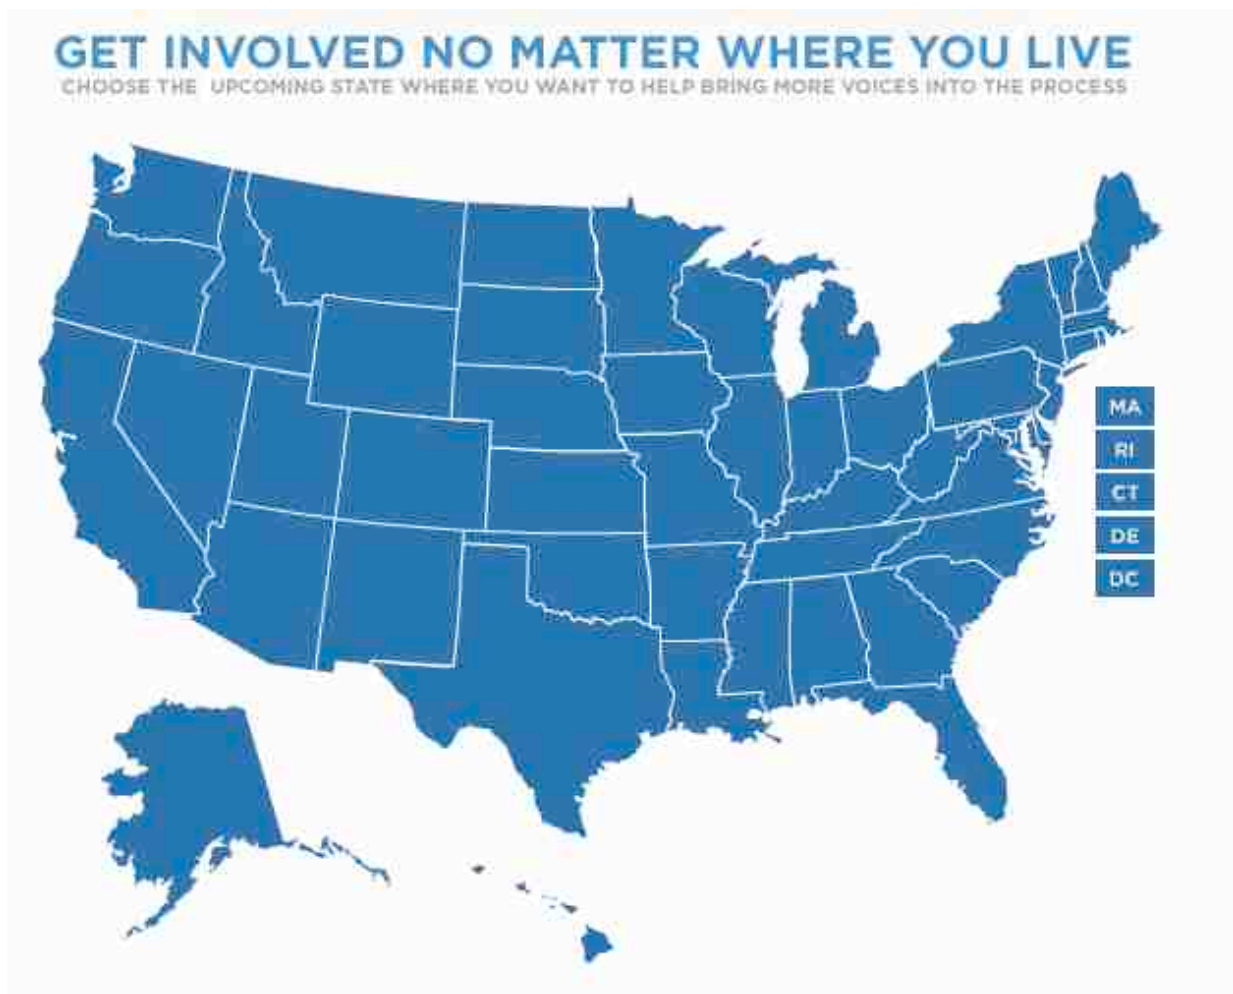 GET INVOLVED NO MATTER WHERE YOU LIVE
CHOOSE THE UPCOMING STATE WHERE YOU WANT TO HELP BRING MORE VOICES INTO THE PROCESS
MA
RI
CT
DE
DC